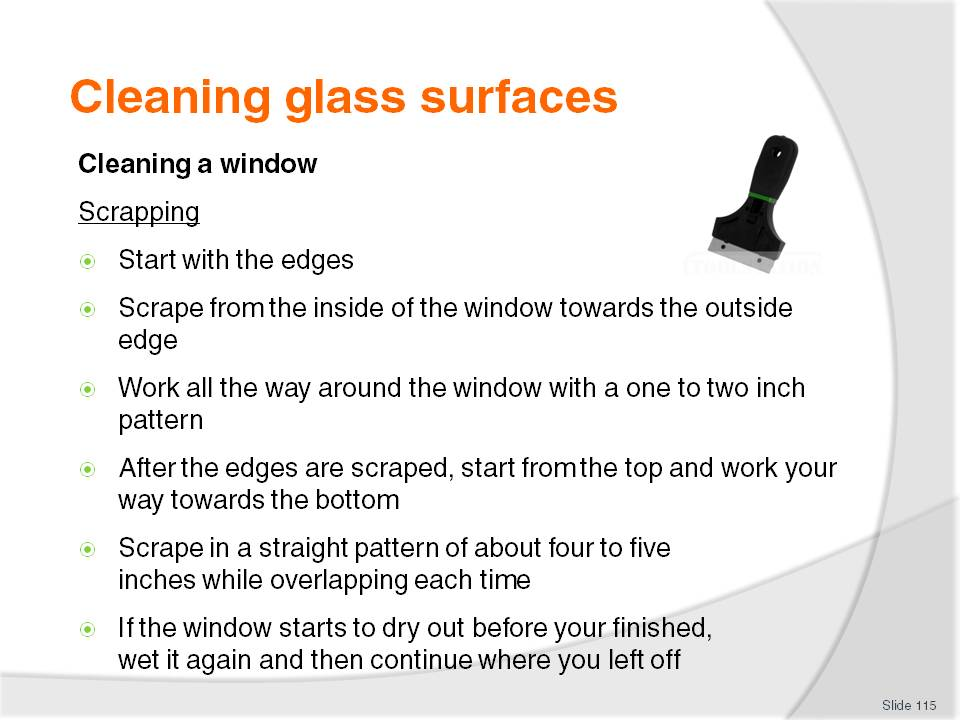 Cleaning glass surfaces
Cleaning a window
Scrapping
Start with the edges
Scrape from the inside of the window towards the outside
edge
Work all the way around the window with a one to two inch
pattern
After the edges are scraped, start from the top and work your
way towards the bottom
Scrape in a straight pattern of about four to five
inches while overlapping each time
If the window starts to dry out before your finished,
wet it again and then continue where you left off
Slide 115